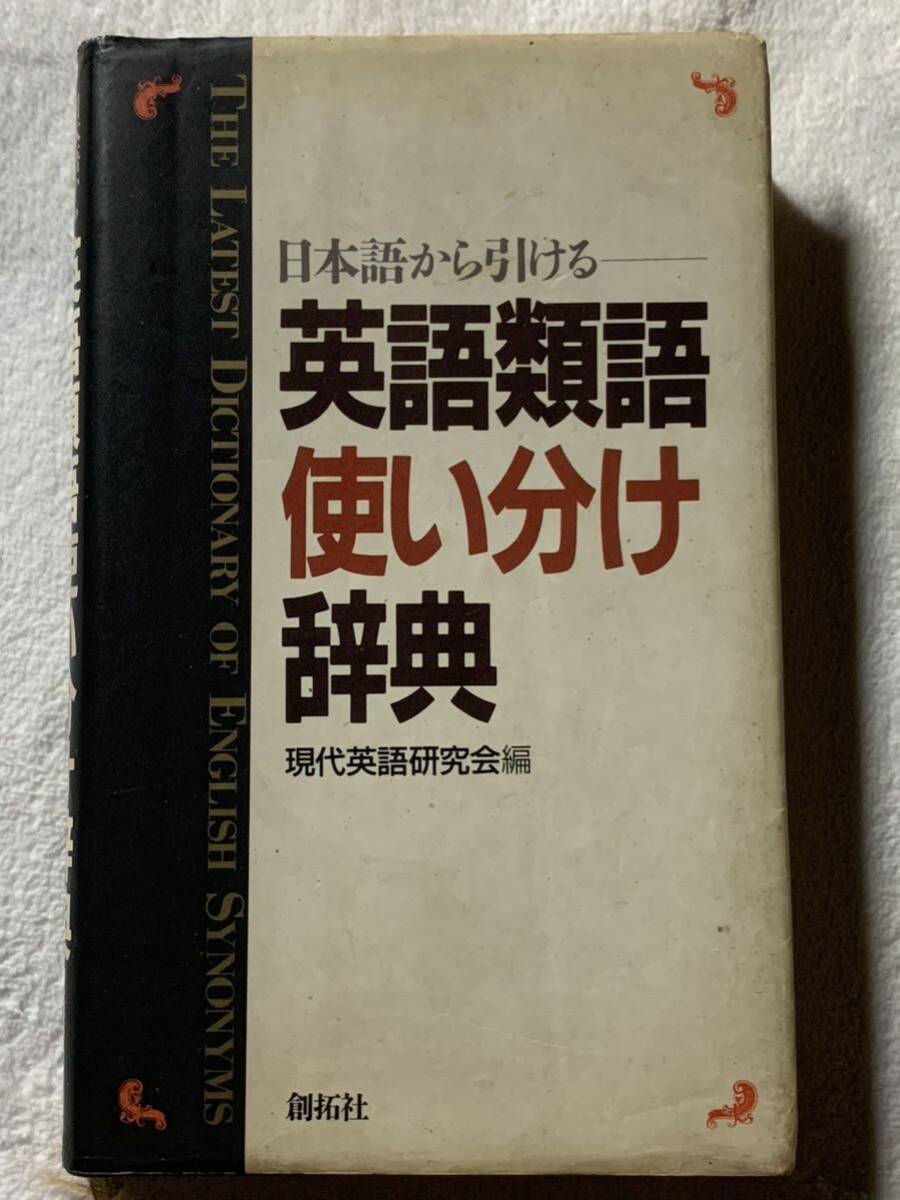 THE LATEST DICTIONARY OF ENGLISH SYNONYMS
日本語から引ける
英語類語
使い分け
辞典
現代英語研究会編
創拓社